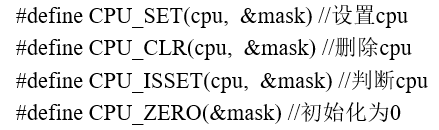 #define CPU_SET(cpu, &mask) //设置cpu
#define CPU_CLR(cpu, &mask) //删除cpu
#define CPU_ISSET(cpu, &mask) //判断cpu
#define CPU_ZERO(&mask) //初始化为0